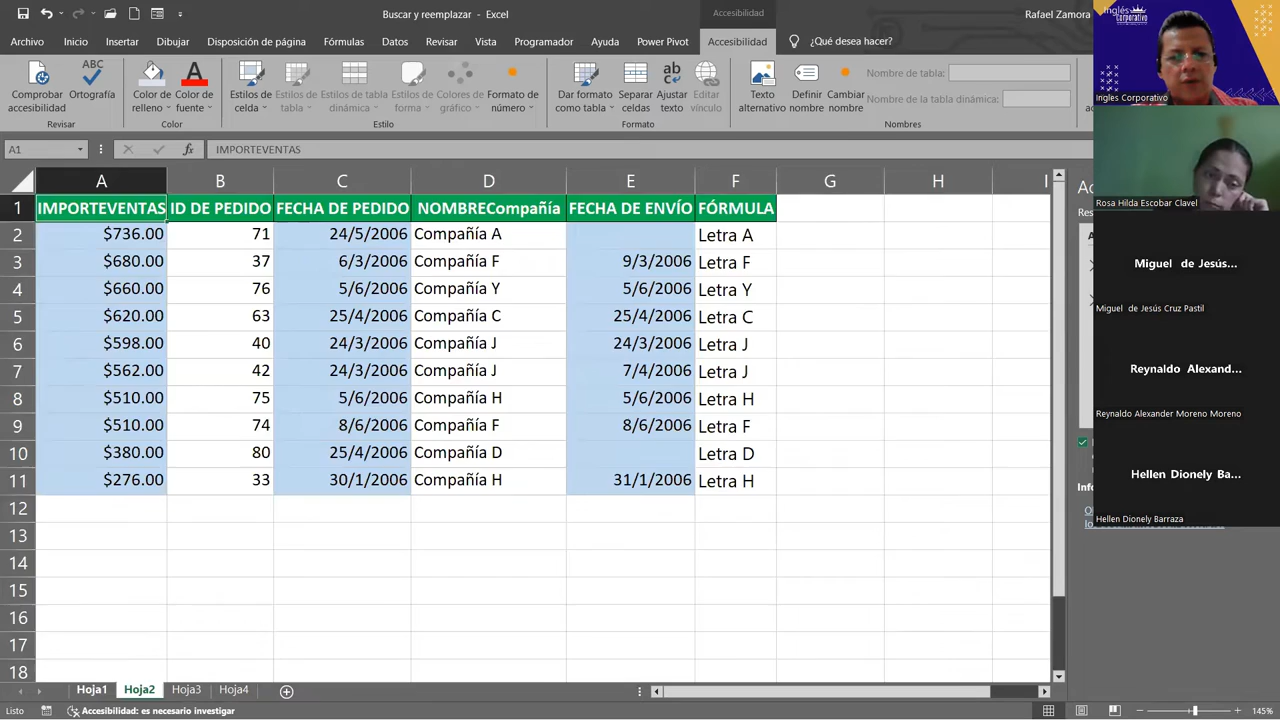 Buscar y reemplazar - Excel
Accesibilidad
Rafael Zamora
Archivo Inicio Insertar Dibujar Disposición de página Fórmulas Datos Revisar Vista Programador Ayuda Power Pivot Accesibilidad ¿Qué desea hacer?
Comprobar accesibilidad
ABC
Ortografía
Revisar
Color de relleno
Color de fuente
Color
Estilos de celda
Estilos de tabla
Estilos de tabla dinámica
Estilos de forma
Colores de gráfico
Formato de número
Estilo
Dar formato como tabla
Separar celdas
ab
Ajustar texto
Editar vínculo
Formato
Texto alternativo
Definir nombre
Cambiar nombre
Nombre de tabla:
Nombre de la tabla dinámica:
Nombres
A1 fx IMPORTEVENTAS
A B C D E F G H I
1 IMPORTEVENTAS ID DE PEDIDO FECHA DE PEDIDO NOMBRECompañía FECHA DE ENVÍO FÓRMULA
2 $736.00 71 24/5/2006 Compañía A Letra A
3 $680.00 37 6/3/2006 Compañía F 9/3/2006 Letra F
4 $660.00 76 5/6/2006 Compañía Y 5/6/2006 Letra Y
5 $620.00 63 25/4/2006 Compañía C 25/4/2006 Letra C
6 $598.00 40 24/3/2006 Compañía J 24/3/2006 Letra J
7 $562.00 42 24/3/2006 Compañía J 7/4/2006 Letra J
8 $510.00 75 5/6/2006 Compañía H 5/6/2006 Letra H
9 $510.00 74 8/6/2006 Compañía F 8/6/2006 Letra F
10 $380.00 80 25/4/2006 Compañía D Letra D
11 $276.00 33 30/1/2006 Compañía H 31/1/2006 Letra H
12
13
14
15
16
17
18
Hoja1 Hoja2 Hoja3 Hoja4
Listo Accesibilidad: es necesario investigar 145%
Inglés
Corporativo
Ingles Corporativo
Rosa Hilda Escobar Clavel
Miguel de Jesús...
Miguel de Jesús Cruz Pastil
Reynaldo Alexand...
Reynaldo Alexander Moreno Moreno
Hellen Dionely Ba...
Hellen Dionely Barraza